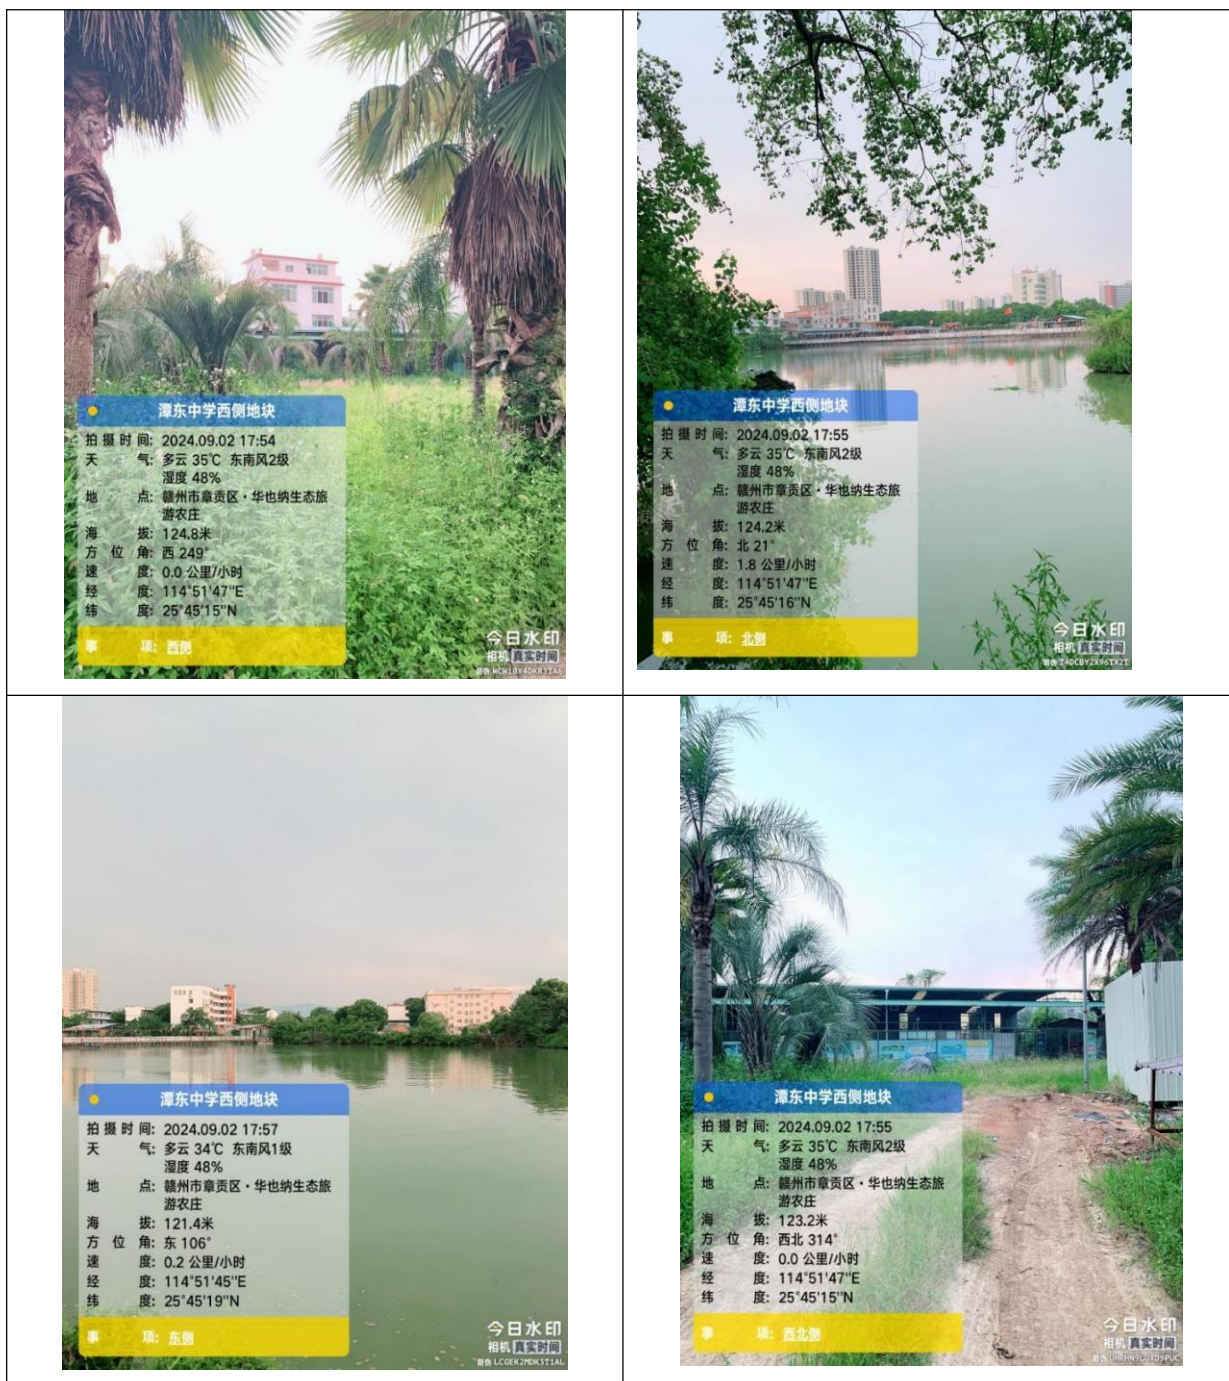 潭东中学西侧地块
拍摄时间: 2024.09.02 17:54
天气: 多云 35℃ 东南风2级
湿度 48%
地点: 赣州市章贡区·华也纳生态旅
游农庄
海拔: 124.8米
方位角: 西 249°
速度: 0.0 公里/小时
经度: 114°51'47"E
纬度: 25°45'15"N
事项: 西侧
今日水印
相机 真实时间
潭东中学西侧地块
拍摄时间: 2024.09.02 17:55
天气: 多云 35℃ 东南风2级
湿度 48%
地点: 赣州市章贡区·华也纳生态旅
游农庄
海拔: 124.2米
方位角: 北 21°
速度: 1.8 公里/小时
经度: 114°51'47"E
纬度: 25°45'16"N
事项: 北侧
今日水印
相机 真实时间
防伪 T4DCBY2X96TX2T
潭东中学西侧地块
拍摄时间: 2024.09.02 17:57
天气: 多云 34℃ 东南风1级
湿度 48%
地点: 赣州市章贡区·华也纳生态旅
游农庄
海拔: 121.4米
方位角: 东 106°
速度: 0.2 公里/小时
经度: 114°51'45"E
纬度: 25°45'19"N
事项: 东侧
今日水印
相机 真实时间
防伪 LCGEK2MDK3T1AL
潭东中学西侧地块
拍摄时间: 2024.09.02 17:55
天气: 多云 35℃ 东南风2级
湿度 48%
地点: 赣州市章贡区·华也纳生态旅
游农庄
海拔: 123.2米
方位角: 西北 314°
速度: 0.0 公里/小时
经度: 114°51'47"E
纬度: 25°45'15"N
事项: 西北侧
今日水印
相机 真实时间